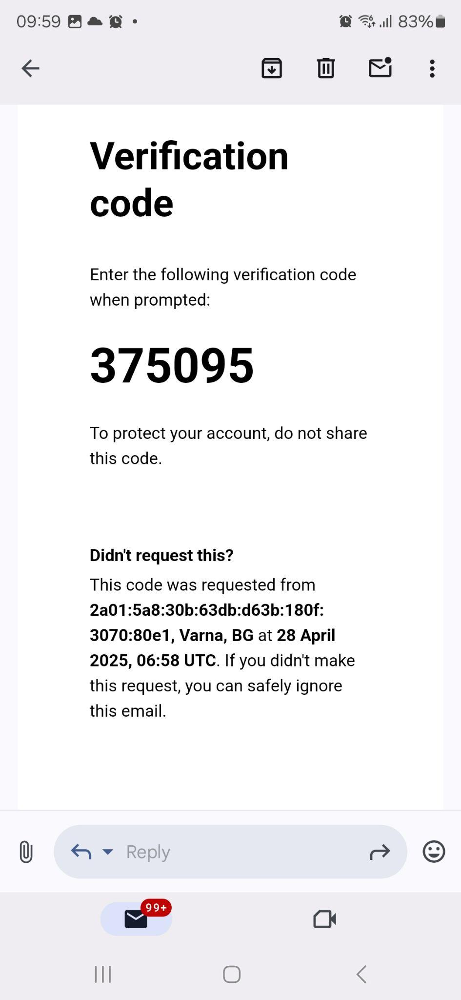 09:59
83%
Verification
code
Enter the following verification code
when prompted:
375095
To protect your account, do not share
this code.
Didn't request this?
This code was requested from
2a01:5a8:30b:63db:d63b:180f:
3070:80e1, Varna, BG at 28 April
2025, 06:58 UTC. If you didn't make
this request, you can safely ignore
this email.
Reply
99+